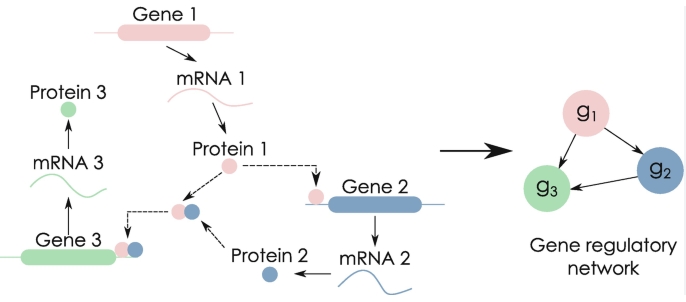 Gene 1
mRNA 1
Protein 1
Gene 2
mRNA 2
Protein 2
Gene 3
mRNA 3
Protein 3
g1
g2
g3
Gene regulatory
network